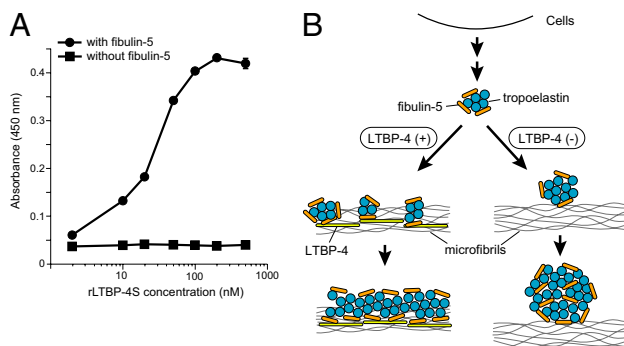 A
with fibulin-5
without fibulin-5
Absorbance (450 nm)
0.4
0.3
0.2
0.1
0
10
100
1000
rLTBP-4S concentration (nM)
B
Cells
fibulin-5
tropoelastin
LTBP-4 (+)
LTBP-4 (-)
LTBP-4
microfibrils